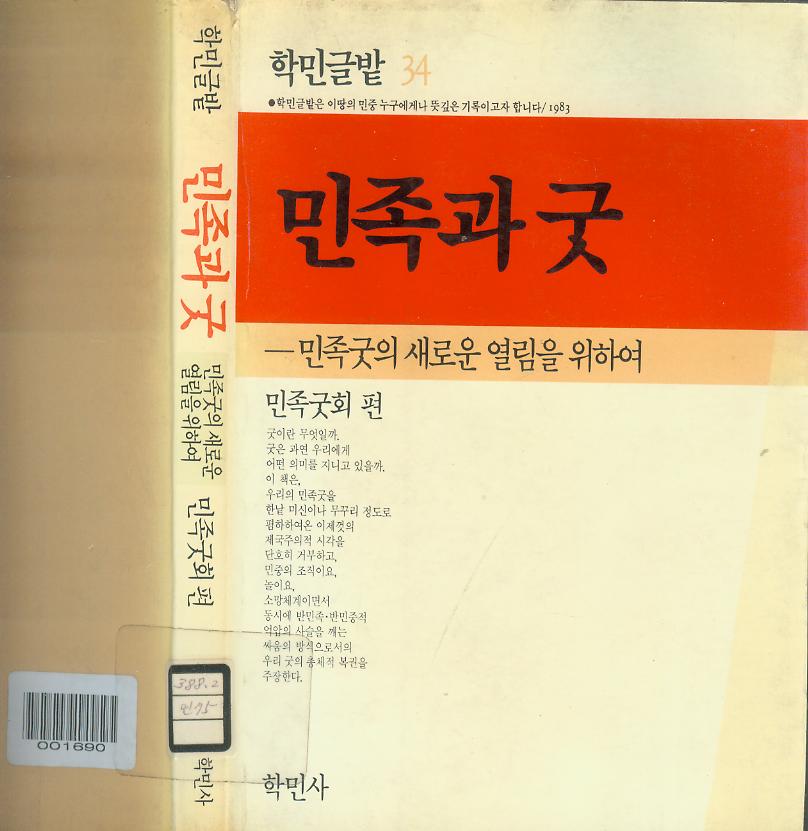 학민글밭 34
●학민글밭은 이땅의 민중 누구에게나 뜻깊은 기록이고자 합니다/1983
민족과 굿
—민족굿의 새로운 열림을 위하여
민족굿회 편
굿이란 무엇일까.
굿은 과연 우리에게
어떤 의미를 지니고 있을까.
이 책은,
우리의 민족굿을
한낱 미신이나 무꾸리 정도로
폄하하여온 이제껏의
제국주의적 시각을
단호히 거부하고,
민중의 조직이요,
놀이요,
소망체계이면서
동시에 반민족·반민중적
억압의 사슬을 깨는
싸움의 방식으로서의
우리 굿의 총체적 복권을
주장한다.
학민사
학민글밭
민족과 굿
민족굿의 새로운
열림을 위하여
민족굿회 편
388.2
민75
학민사
001690